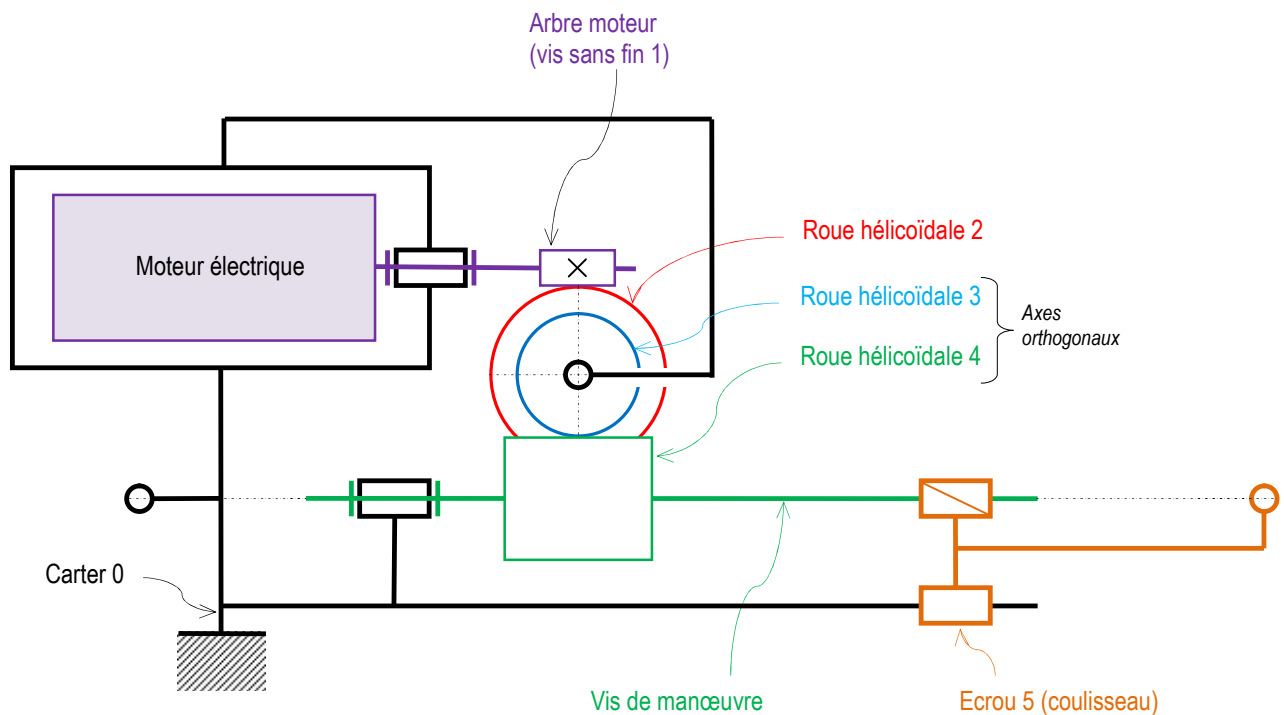 Arbre moteur
(vis sans fin 1)
Moteur électrique
Roue hélicoïdale 2
Roue hélicoïdale 3
Roue hélicoïdale 4
Axes
orthogonaux
Carter 0
Vis de manœuvre
Ecrou 5 (coulisseau)